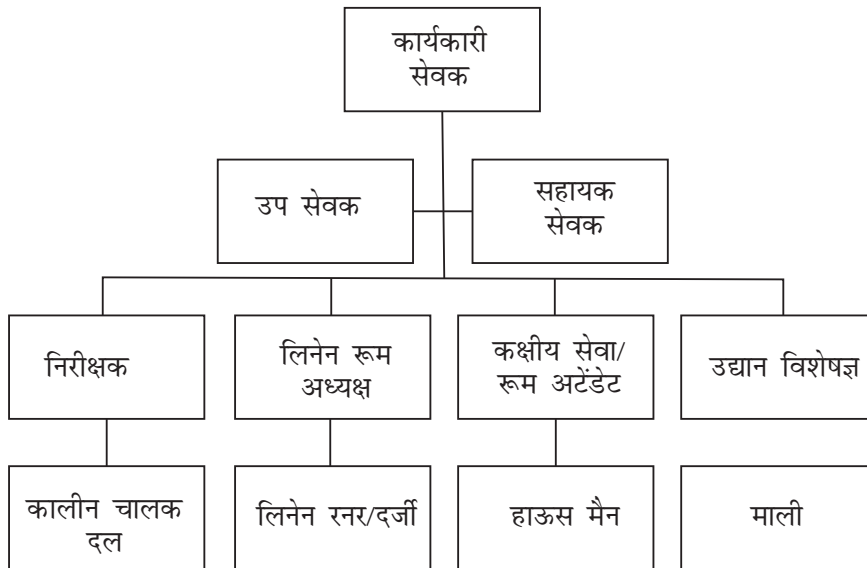 कार्यकारी
सेवक
उप सेवक
सहायक
सेवक
निरीक्षक
लिनेन रूम
अध्यक्ष
कक्षीय सेवा/
रूम अटेंडेट
उद्यान विशेषज्ञ
कालीन चालक
दल
लिनेन रनर/दर्जी
हाऊस मैन
माली